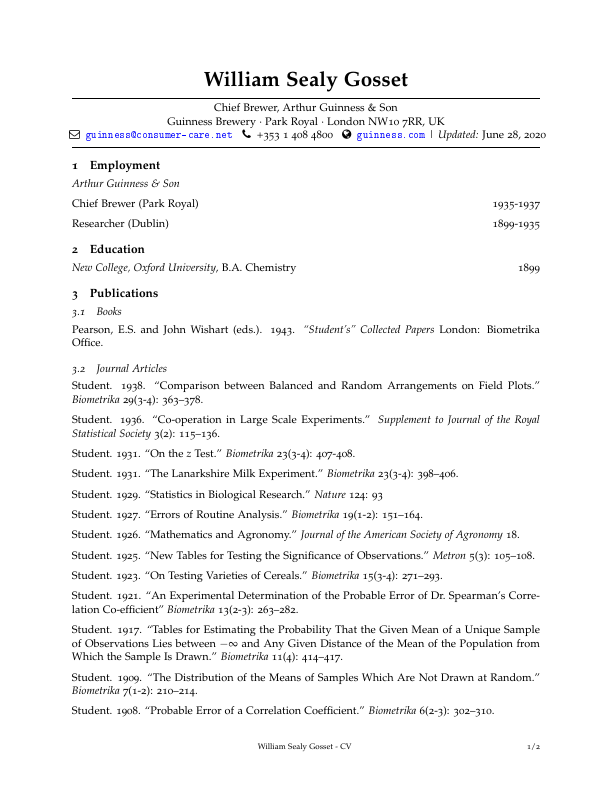 William Sealy Gosset
Chief Brewer, Arthur Guinness & Son
Guinness Brewery · Park Royal · London NW10 7RR, UK
guinness@consumer-care.net +353 1 408 4800 guinness.com | Updated: June 28, 2020
1 Employment
Arthur Guinness & Son
Chief Brewer (Park Royal) 1935-1937
Researcher (Dublin) 1899-1935
2 Education
New College, Oxford University, B.A. Chemistry 1899
3 Publications
3.1 Books
Pearson, E.S. and John Wishart (eds.). 1943. “Student’s” Collected Papers London: Biometrika
Office.
3.2 Journal Articles
Student. 1938. “Comparison between Balanced and Random Arrangements on Field Plots.”
Biometrika 29(3-4): 363–378.
Student. 1936. “Co-operation in Large Scale Experiments.” Supplement to Journal of the Royal
Statistical Society 3(2): 115–136.
Student. 1931. “On the z Test.” Biometrika 23(3-4): 407-408.
Student. 1931. “The Lanarkshire Milk Experiment.” Biometrika 23(3-4): 398–406.
Student. 1929. “Statistics in Biological Research.” Nature 124: 93
Student. 1927. “Errors of Routine Analysis.” Biometrika 19(1-2): 151–164.
Student. 1926. “Mathematics and Agronomy.” Journal of the American Society of Agronomy 18.
Student. 1925. “New Tables for Testing the Significance of Observations.” Metron 5(3): 105–108.
Student. 1923. “On Testing Varieties of Cereals.” Biometrika 15(3-4): 271–293.
Student. 1921. “An Experimental Determination of the Probable Error of Dr. Spearman’s Corre-
lation Co-efficient” Biometrika 13(2-3): 263–282.
Student. 1917. “Tables for Estimating the Probability That the Given Mean of a Unique Sample
of Observations Lies between −∞ and Any Given Distance of the Mean of the Population from
Which the Sample Is Drawn.” Biometrika 11(4): 414–417.
Student. 1909. “The Distribution of the Means of Samples Which Are Not Drawn at Random.”
Biometrika 7(1-2): 210–214.
Student. 1908. “Probable Error of a Correlation Coefficient.” Biometrika 6(2-3): 302–310.
William Sealy Gosset - CV 1/2